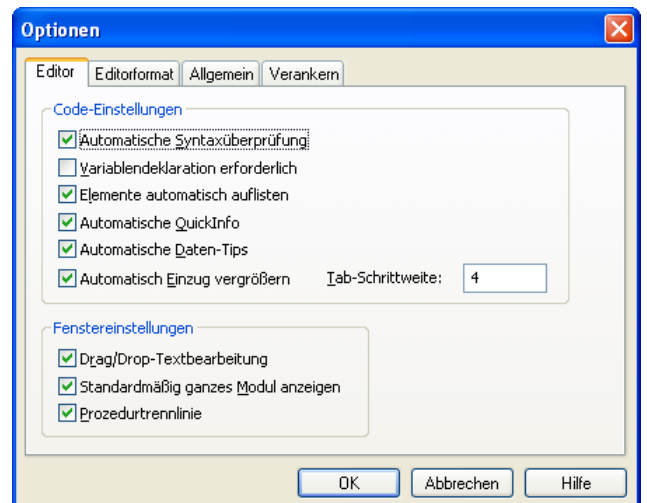 Optionen
Editor Editorformat Allgemein Verankern
Code-Einstellungen
Automatische Syntaxüberprüfung
Variablendeklaration erforderlich
Elemente automatisch auflisten
Automatische QuickInfo
Automatische Daten-Tips
Automatisch Einzug vergrößern Tab-Schrittweite: 4
Fenstereinstellungen
Drag/Drop-Textbearbeitung
Standardmäßig ganzes Modul anzeigen
Prozedurtrennlinie
OK Abbrechen Hilfe